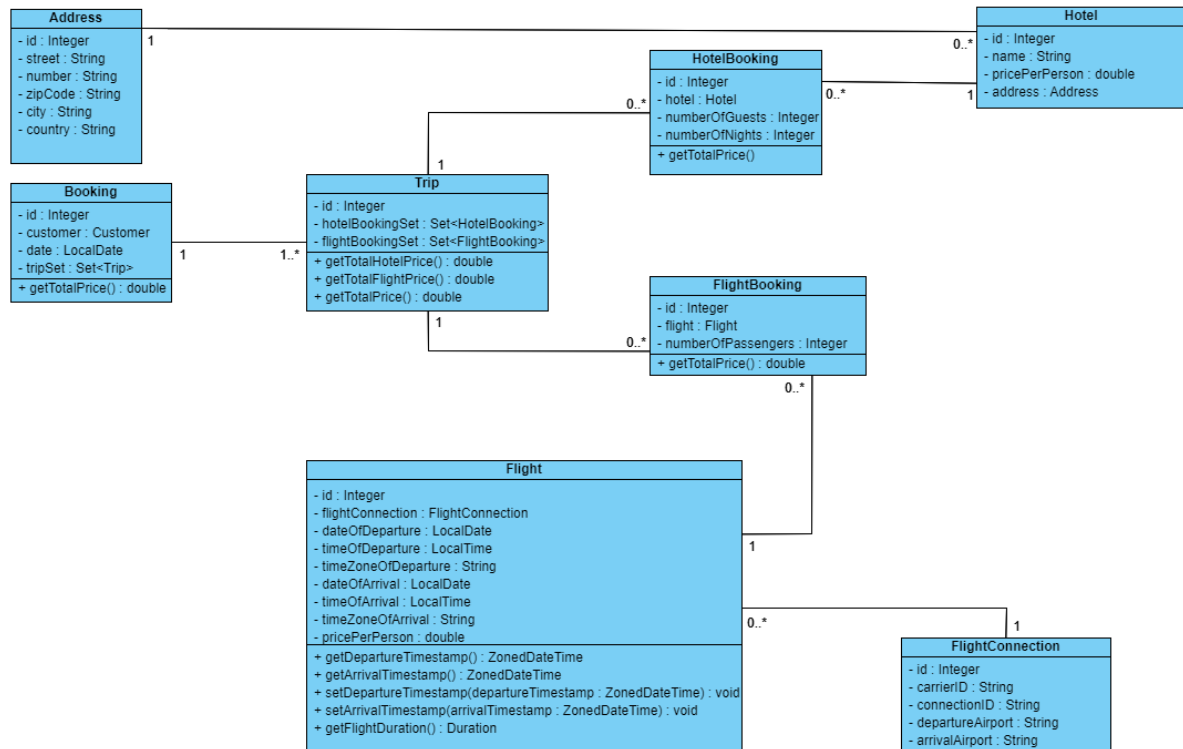 Address
- id : Integer
- street : String
- number : String
- zipCode : String
- city : String
- country : String
1
0..*
Hotel
- id : Integer
- name : String
- pricePerPerson : double
- address : Address
1
HotelBooking
- id : Integer
- hotel : Hotel
- numberOfGuests : Integer
- numberOfNights : Integer
+ getTotalPrice()
0..*
0..*
1
Booking
- id : Integer
- customer : Customer
- date : LocalDate
- tripSet : Set<Trip>
+ getTotalPrice() : double
1
1..*
Trip
- id : Integer
- hotelBookingSet : Set<HotelBooking>
- flightBookingSet : Set<FlightBooking>
+ getTotalHotelPrice() : double
+ getTotalFlightPrice() : double
+ getTotalPrice() : double
1
0..*
FlightBooking
- id : Integer
- flight : Flight
- numberOfPassengers : Integer
+ getTotalPrice() : double
0..*
Flight
- id : Integer
- flightConnection : FlightConnection
- dateOfDeparture : LocalDate
- timeOfDeparture : LocalTime
- timeZoneOfDeparture : String
- dateOfArrival : LocalDate
- timeOfArrival : LocalTime
- timeZoneOfArrival : String
- pricePerPerson : double
+ getDepartureTimestamp() : ZonedDateTime
+ getArrivalTimestamp() : ZonedDateTime
+ setDepartureTimestamp(departureTimestamp : ZonedDateTime) : void
+ setArrivalTimestamp(arrivalTimestamp : ZonedDateTime) : void
+ getFlightDuration() : Duration
1
0..*
1
FlightConnection
- id : Integer
- carrierID : String
- connectionID : String
- departureAirport : String
- arrivalAirport : String